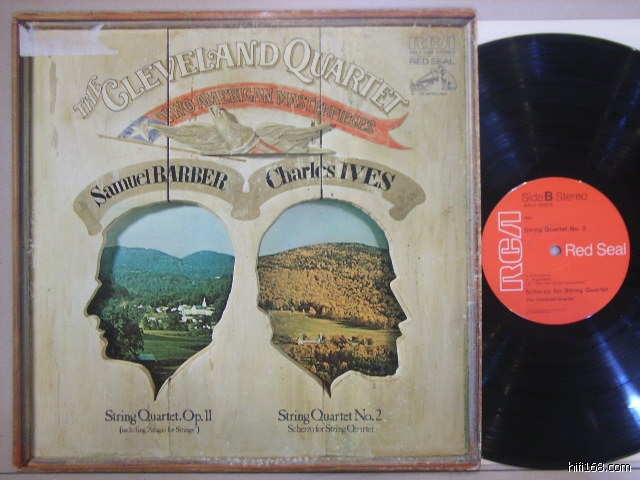 RCA
RED SEAL
THE CLEVELAND QUARTET
TWO AMERICAN MASTERPIECES
Samuel BARBER
Charles IVES
String Quartet, Op. 11
(including "Adagio for Strings")
String Quartet No. 2
Scherzo for String Quartet
Side B Stereo
String Quartet No. 2
RCA
Red Seal
Scherzo for String Quartet
The Cleveland Quartet
hifi168.com